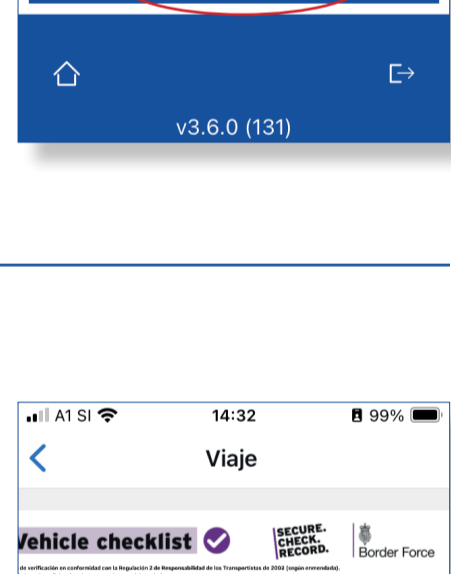 v3.6.0 (131)
A1 SI 14:32 99%
Viaje
Vehicle checklist
SECURE.
CHECK.
RECORD.
Border Force
de verificación en conformidad con la Regulación 2 de Responsabilidad de los Transportistas de 2002 (según enmendada).